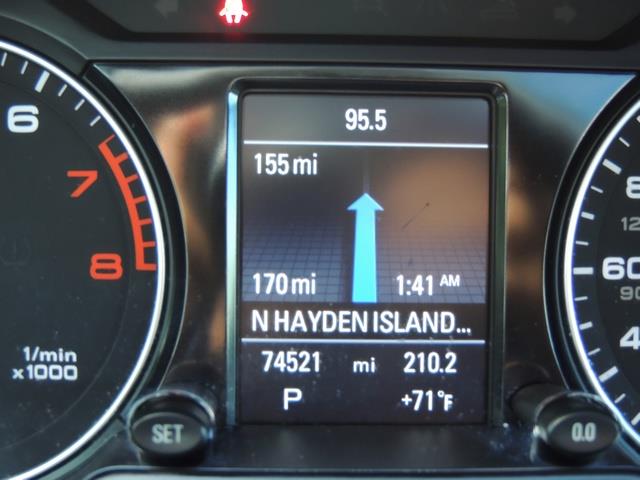 95.5
155 mi
170 mi 1:41 AM
N HAYDEN ISLAND...
74521 mi 210.2
P +71°F
6
7
8
1/min
x1000
SET
0.0
60